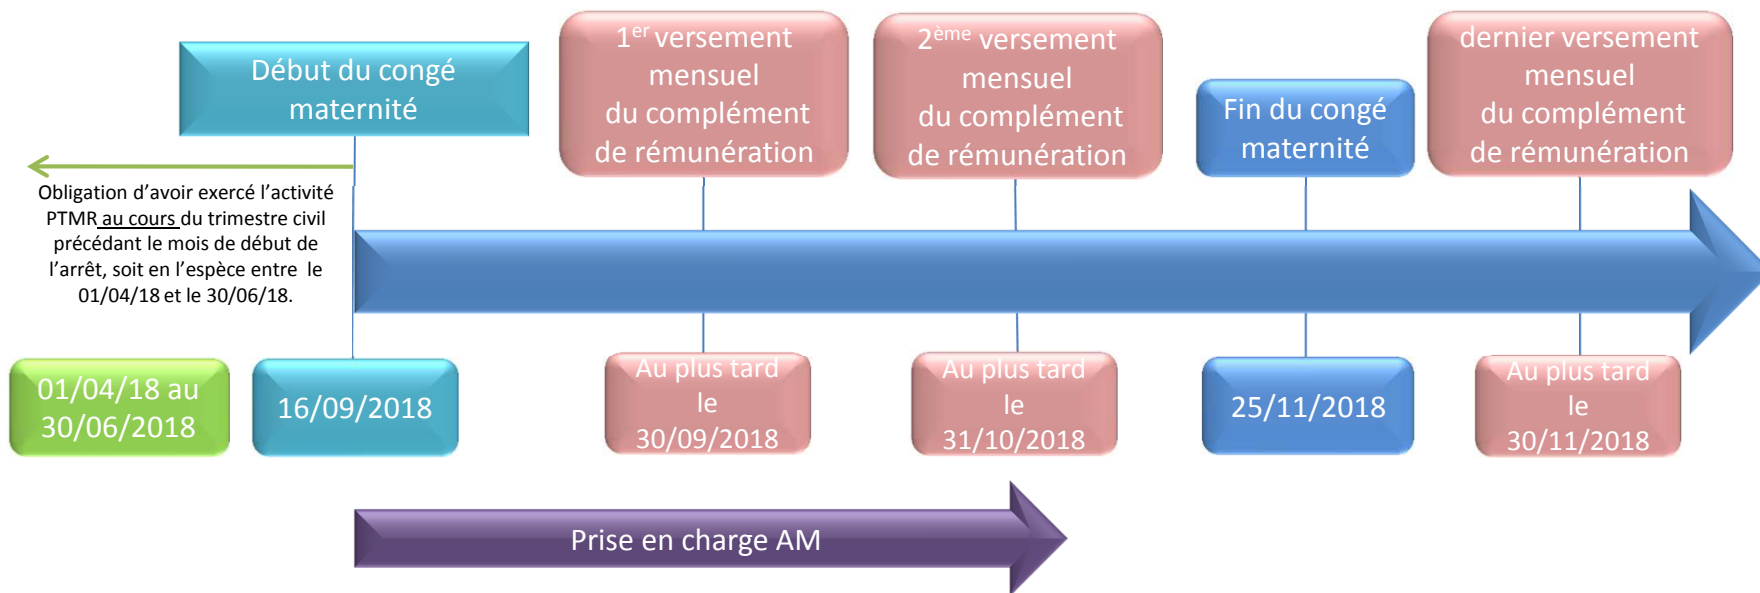 Début du congé
maternité
1er versement
mensuel
du complément
de rémunération
2ème versement
mensuel
du complément
de rémunération
Fin du congé
maternité
dernier versement
mensuel
du complément
de rémunération
Obligation d’avoir exercé l’activité
PTMR au cours du trimestre civil
précédant le mois de début de
l’arrêt, soit en l’espèce entre le
01/04/18 et le 30/06/18.
01/04/18 au
30/06/2018
16/09/2018
Au plus tard
le
30/09/2018
Au plus tard
le
31/10/2018
25/11/2018
Au plus tard
le
30/11/2018
Prise en charge AM